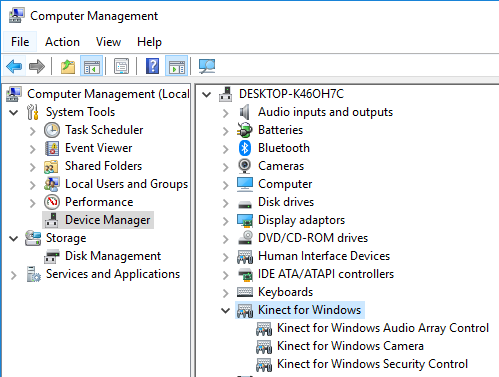 Computer Management
File Action View Help
Computer Management (Local
System Tools
Task Scheduler
Event Viewer
Shared Folders
Local Users and Groups
Performance
Device Manager
Storage
Disk Management
Services and Applications
DESKTOP-K46OH7C
Audio inputs and outputs
Batteries
Bluetooth
Cameras
Computer
Disk drives
Display adaptors
DVD/CD-ROM drives
Human Interface Devices
IDE ATA/ATAPI controllers
Keyboards
Kinect for Windows
Kinect for Windows Audio Array Control
Kinect for Windows Camera
Kinect for Windows Security Control